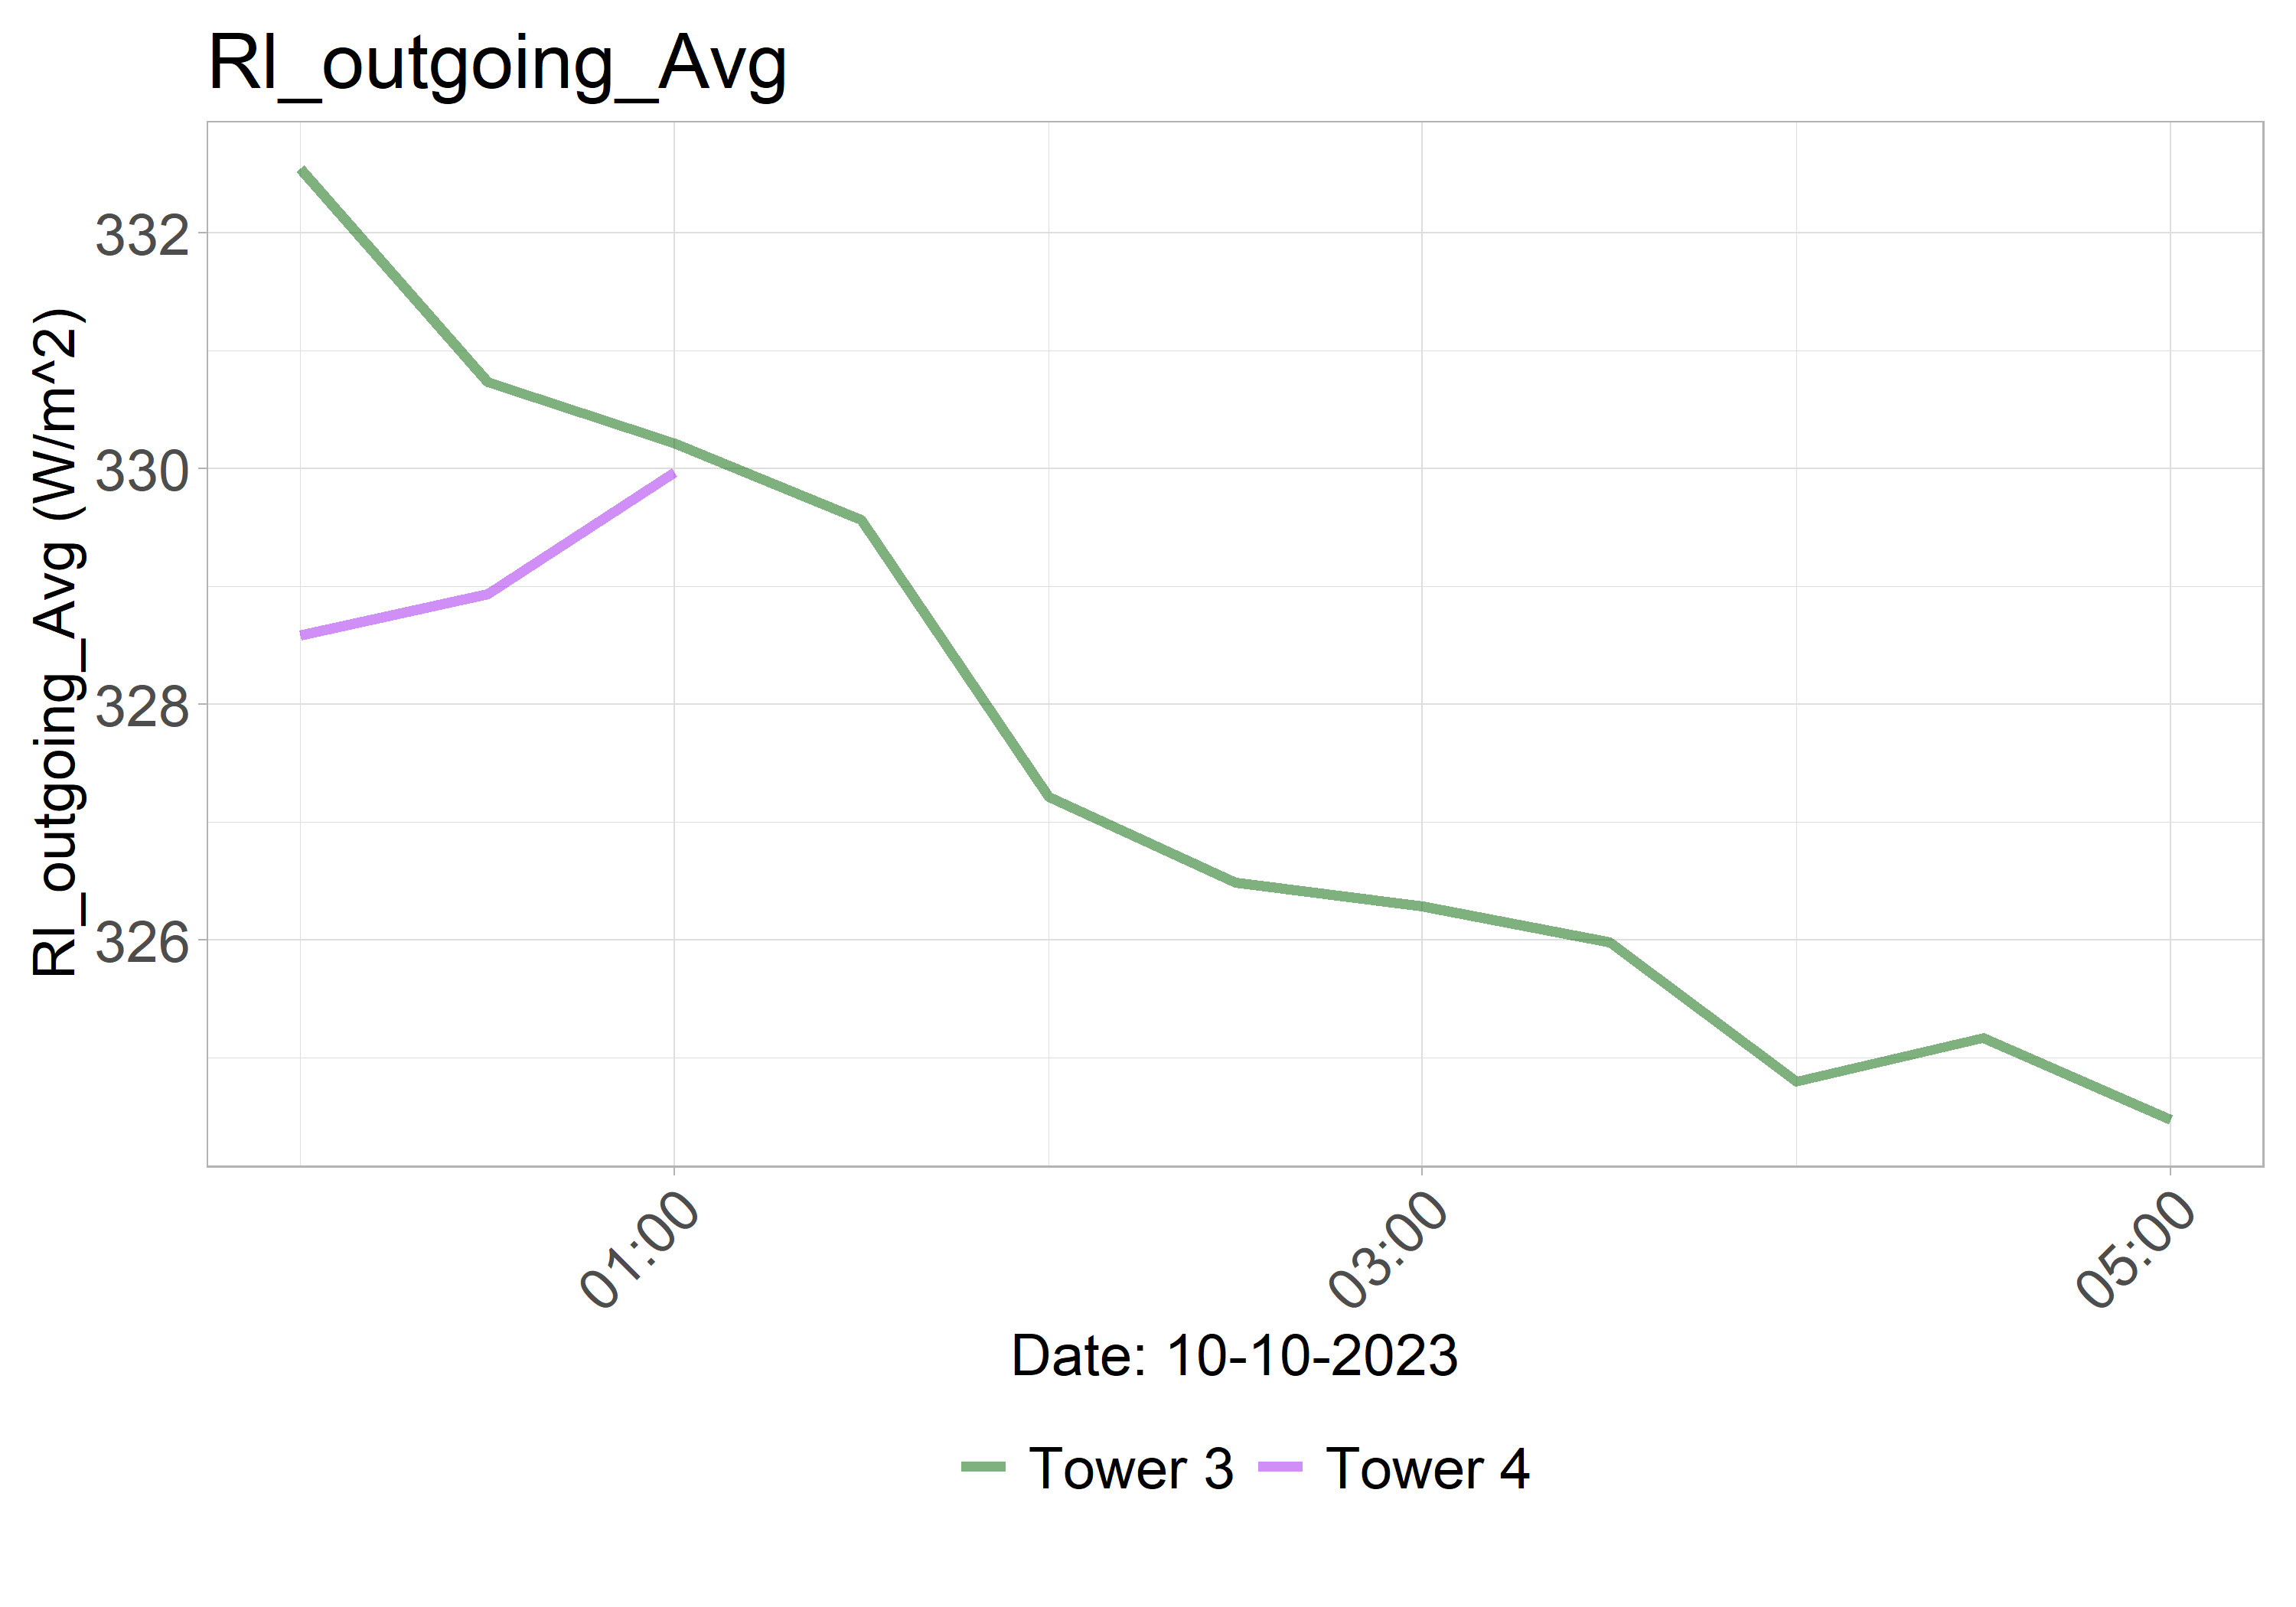 Rl_outgoing_Avg
Rl_outgoing_Avg (W/m^2)
332
330
328
326
01:00
03:00
05:00
Date: 10-10-2023
Tower 3
Tower 4